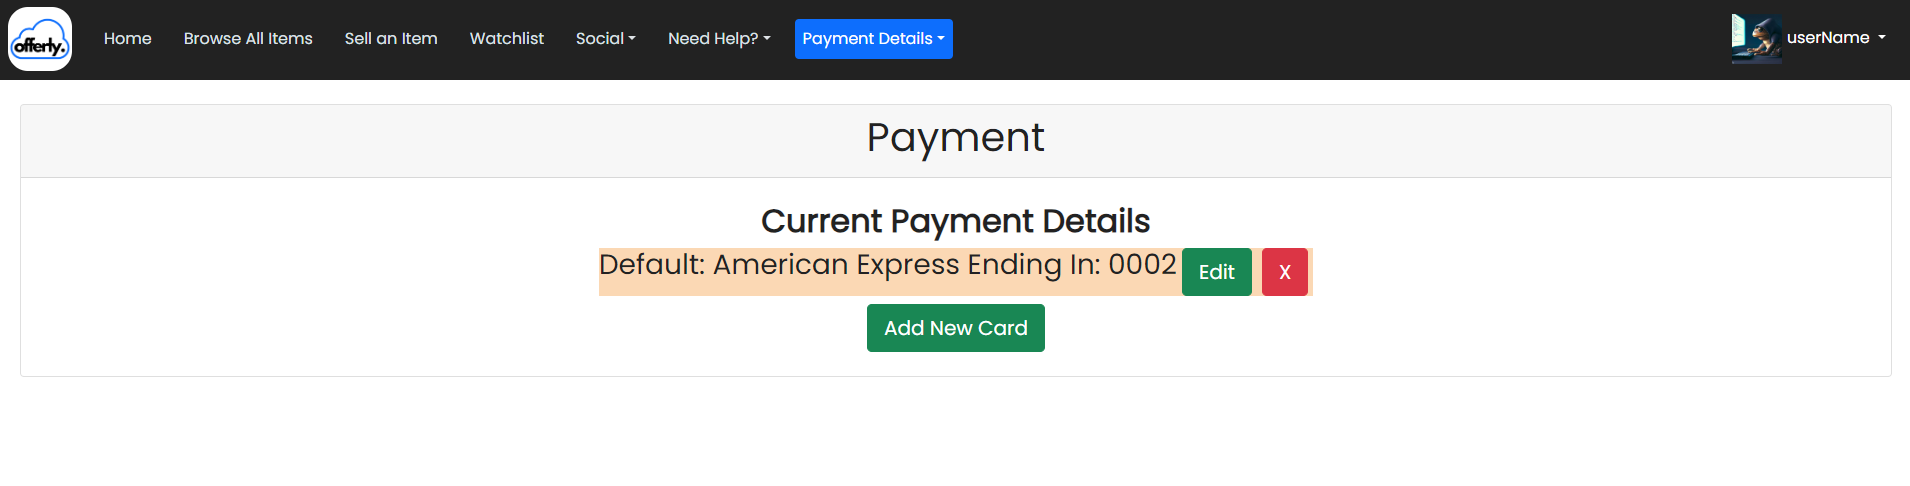 offerly.
Home Browse All Items Sell an Item Watchlist Social Need Help? Payment Details userName
Payment
Current Payment Details
Default: American Express Ending In: 0002 Edit X
Add New Card